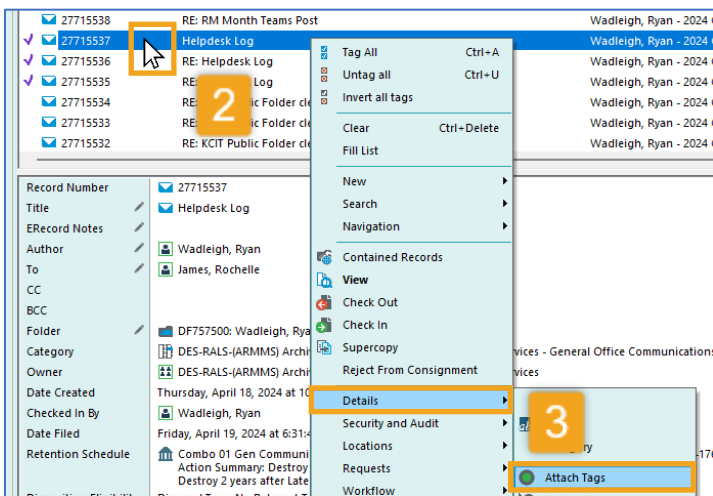 27715538 RE: RM Month Teams Post Wadleigh, Ryan - 2024
27715537 Helpdesk Log Wadleigh, Ryan - 2024
27715536 RE: Helpdesk Log Wadleigh, Ryan - 2024
27715535 RE: Log Wadleigh, Ryan - 2024
27715534 RE: ic Folder cle Wadleigh, Ryan - 2024
27715533 RE: ic Folder cle Wadleigh, Ryan - 2024
27715532 RE: KCIT Public Folder cle Wadleigh, Ryan - 2024
2
Tag All Ctrl+A
Untag all Ctrl+U
Invert all tags
Clear Ctrl+Delete
Fill List
New
Search
Navigation
Contained Records
View
Check Out
Check In
Supercopy
Reject From Consignment
Details
Security and Audit
Locations
Requests
Workflow
3
Attach Tags
Record Number 27715537
Title Helpdesk Log
ERecord Notes
Author Wadleigh, Ryan
To James, Rochelle
CC
BCC
Folder DF757500: Wadleigh, Rya
Category DES-RALS-(ARMMS) Archi vices - General Office Communications
Owner DES-RALS-(ARMMS) Archi vices
Date Created Thursday, April 18, 2024 at 10
Checked In By Wadleigh, Ryan
Date Filed Friday, April 19, 2024 at 6:31:4
Retention Schedule Combo 01 Gen Communi
Action Summary: Destroy
Destroy 2 years after Late